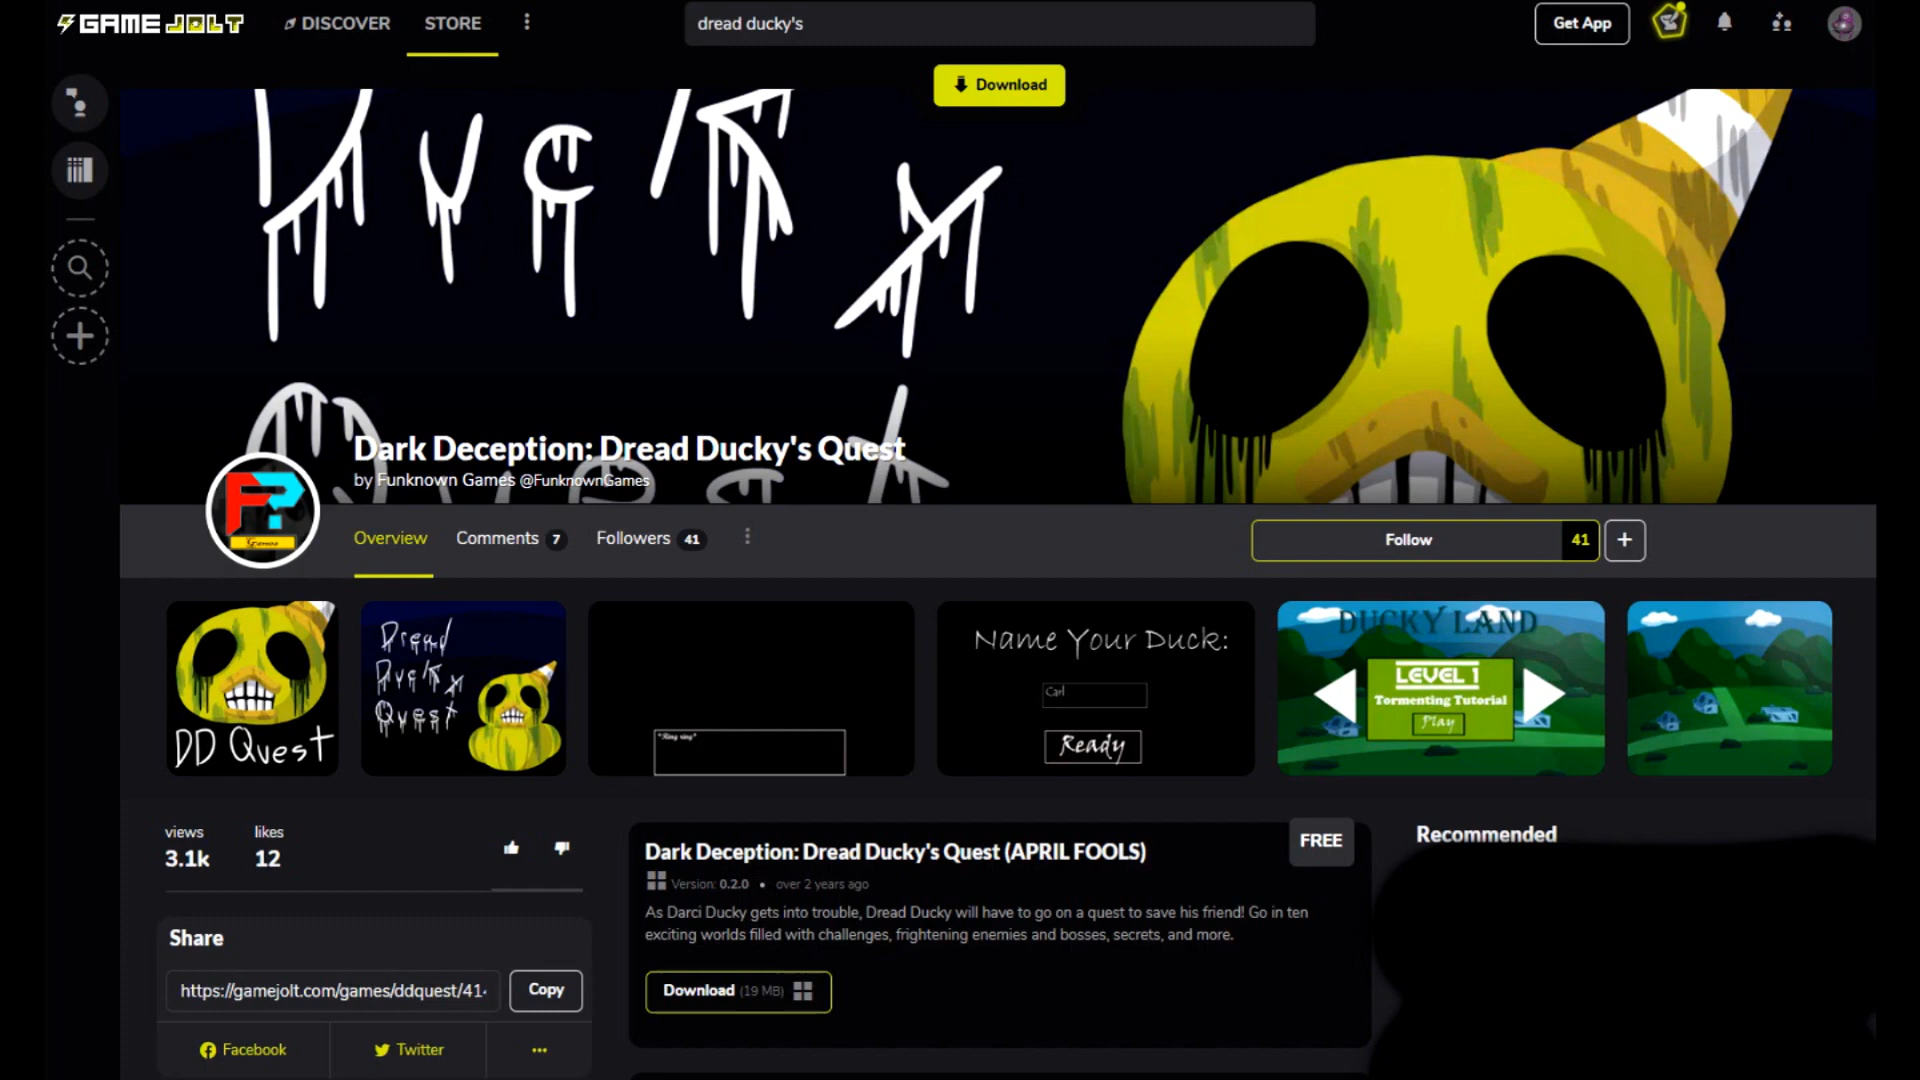 GAME JOLT
DISCOVER
STORE
dread ducky's
Get App
Download
Ducky
Quest
Dark Deception: Dread Ducky's Quest
by Funknown Games @FunknownGames
F?
Games
Overview
Comments 7
Followers 41
Follow 41
DD Quest
Dread
Ducky
Quest
*Ring ring*
Name Your Duck:
Carl
Ready
DUCKY LAND
LEVEL 1
Tormenting Tutorial
Play
views
3.1k
likes
12
Dark Deception: Dread Ducky's Quest (APRIL FOOLS)
FREE
Version: 0.2.0 • over 2 years ago
As Darci Ducky gets into trouble, Dread Ducky will have to go on a quest to save his friend! Go in ten
exciting worlds filled with challenges, frightening enemies and bosses, secrets, and more.
Download (19 MB)
Recommended
Share
https://gamejolt.com/games/ddquest/41
Copy
Facebook
Twitter